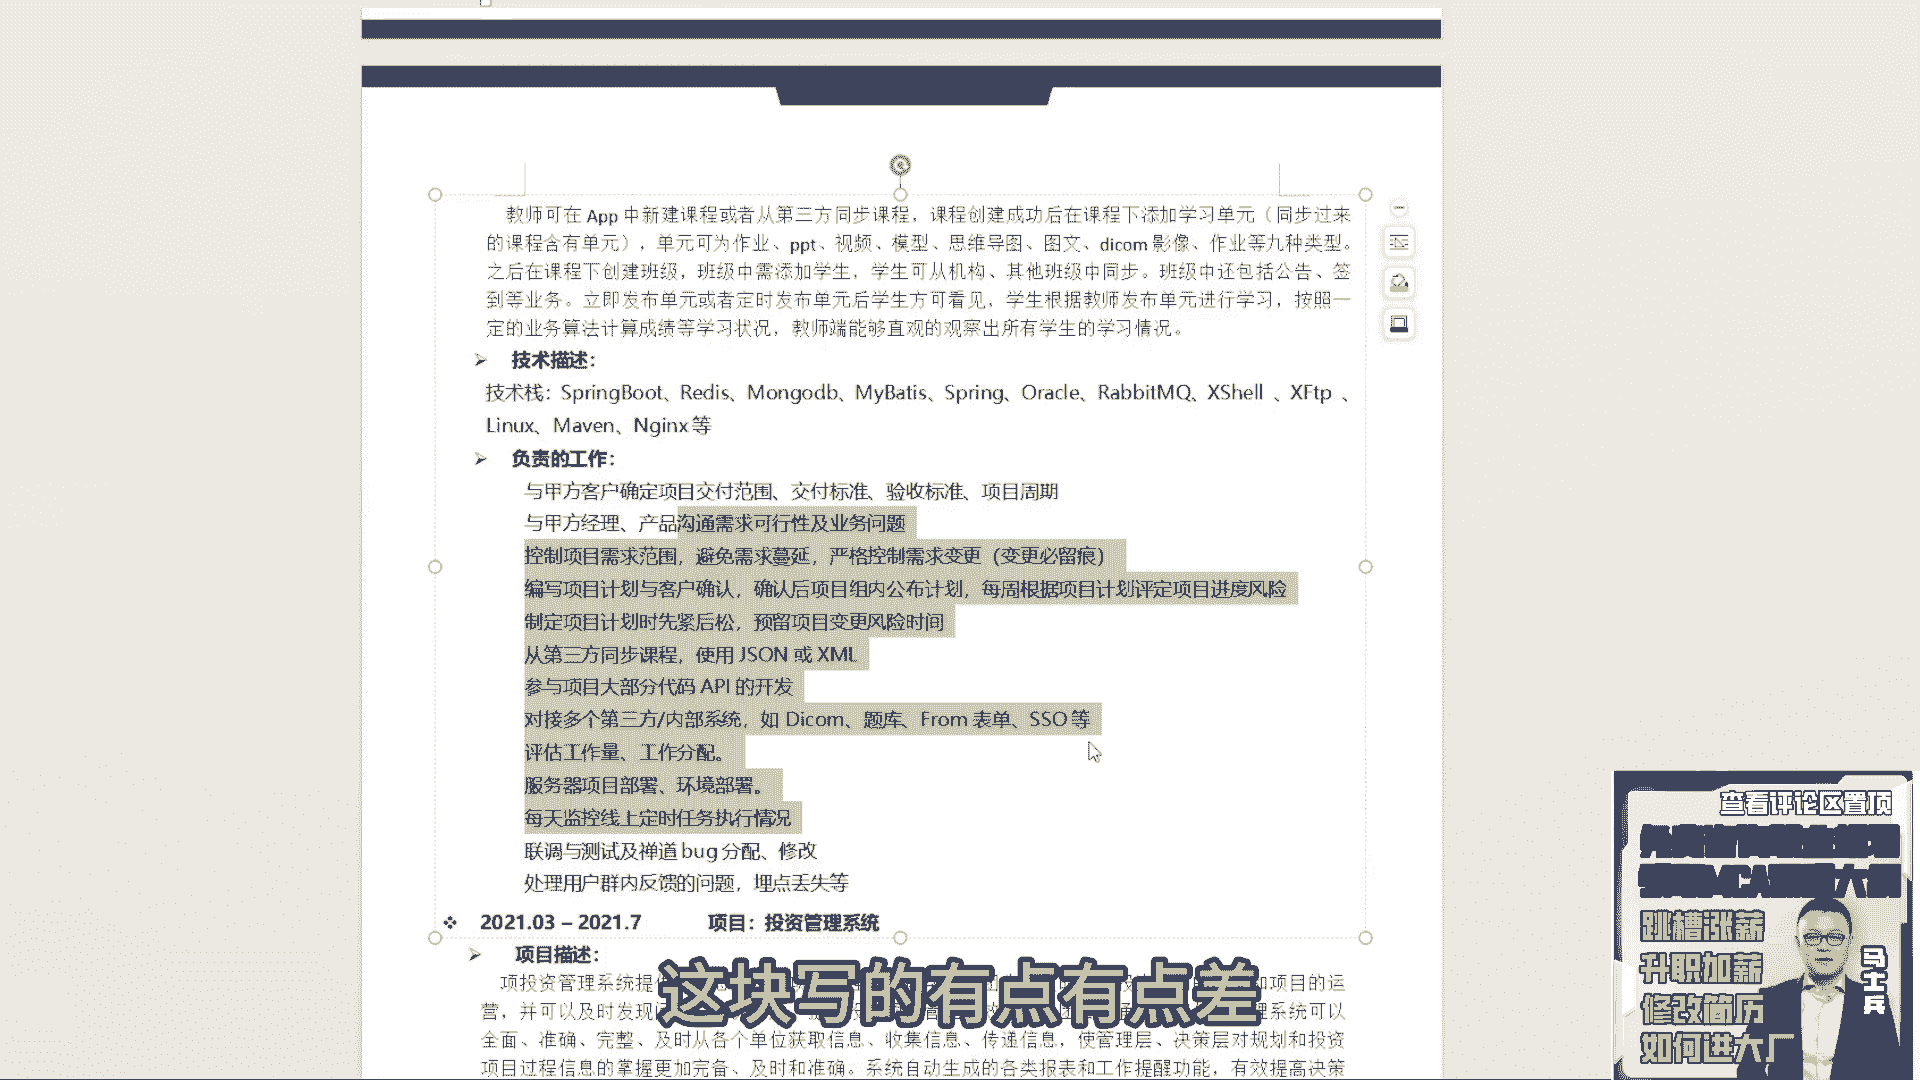 教师可在 App 中新建课程或者从第三方同步课程，课程创建成功后在课程下添加学习单元（同步过来
的课程含有单元），单元可为作业、ppt、视频、模型、思维导图、图文、dicom 影像、作业等九种类型。
之后在课程下创建班级，班级中需添加学生，学生可从机构、其他班级中同步。班级中还包括公告、签
到等业务。立即发布单元或者定时发布单元后学生方可看见，学生根据教师发布单元进行学习，按照一
定的业务算法计算成绩等学习状况，教师端能够直观的观察出所有学生的学习情况。
技术描述：
技术栈：SpringBoot、Redis、Mongodb、MyBatis、Spring、Oracle、RabbitMQ、XShell 、XFtp 、
Linux、Maven、Nginx 等
负责的工作：
与甲方客户确定项目交付范围、交付标准、验收标准、项目周期
与甲方经理、产品沟通需求可行性及业务问题
控制项目需求范围，避免需求蔓延，严格控制需求变更（变更必留痕）
编写项目计划与客户确认，确认后项目组内公布计划，每周根据项目计划评定项目进度风险
制定项目计划时先紧后松，预留项目变更风险时间
从第三方同步课程，使用 JSON 或 XML
参与项目大部分代码 API 的开发
对接多个第三方/内部系统，如 Dicom、题库、From 表单、SSO 等
评估工作量、工作分配。
服务器项目部署、环境部署。
每天监控线上定时任务执行情况
联调与测试及禅道 bug 分配、修改
处理用户群内反馈的问题，埋点丢失等
2021.03 – 2021.7 项目：投资管理系统
项目描述：
项投资管理系统提 加项目的运
营，并可以及时发现 理系统可以
全面、准确、完整、及时从各个单位获取信息、收集信息、传递信息，使管理层、决策层对规划和投资
项目过程信息的掌握更加完备、及时和准确。系统自动生成的各类报表和工作提醒功能，有效提高决策
这块写的有点有点差
查看评论区置顶
跳槽涨薪
升职加薪
修改简历
如何进大厂
马士兵